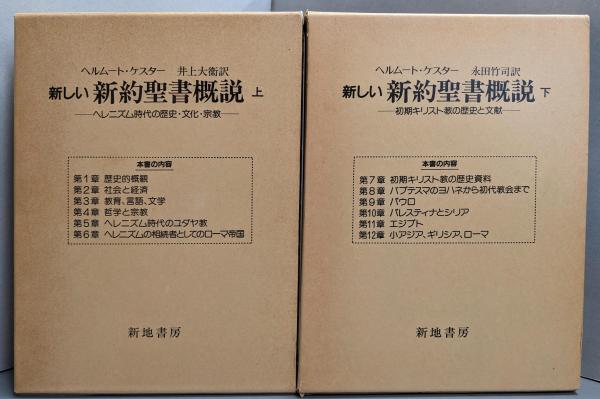 ヘルムート・ケスター 井上大衛訳
新しい 新約聖書概説 上
──ヘレニズム時代の歴史・文化・宗教──
本書の内容
第1章 歴史的概観
第2章 社会と経済
第3章 教育、言語、文学
第4章 哲学と宗教
第5章 ヘレニズム時代のユダヤ教
第6章 ヘレニズムの相続者としてのローマ帝国
新地書房
ヘルムート・ケスター 永田竹司訳
新しい 新約聖書概説 下
──初期キリスト教の歴史と文献──
本書の内容
第7章 初期キリスト教の歴史資料
第8章 バプテスマのヨハネから初代教会まで
第9章 パウロ
第10章 パレスティナとシリア
第11章 エジプト
第12章 小アジア、ギリシア、ローマ
新地書房